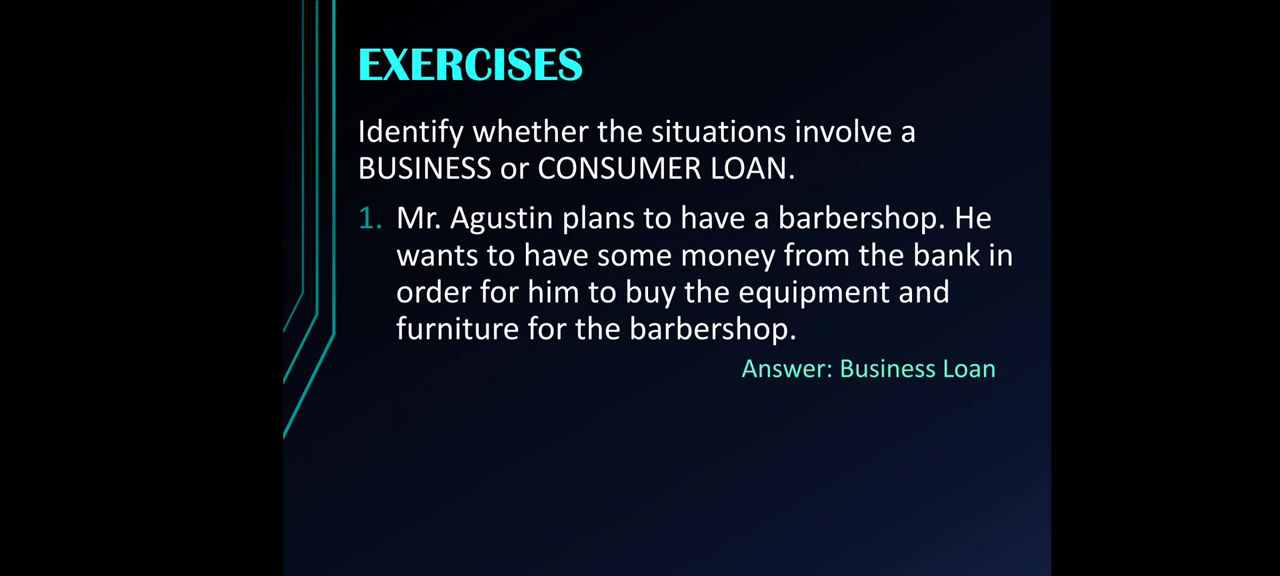 EXERCISES
Identify whether the situations involve a
BUSINESS or CONSUMER LOAN.
1. Mr. Agustin plans to have a barbershop. He
wants to have some money from the bank in
order for him to buy the equipment and
furniture for the barbershop.
Answer: Business Loan